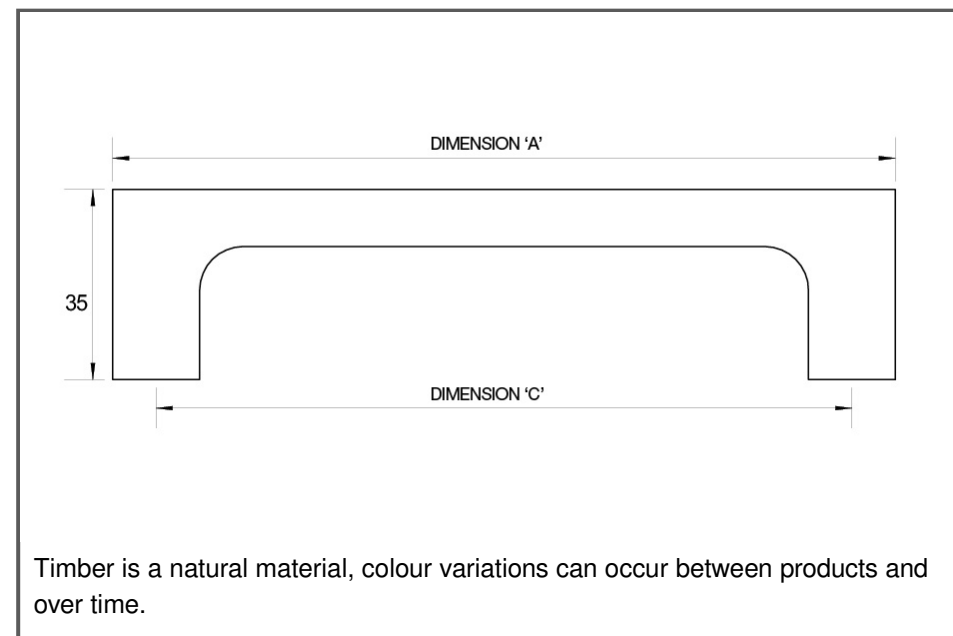 DIMENSION ‘A’
35
DIMENSION ‘C’
Timber is a natural material, colour variations can occur between products and
over time.